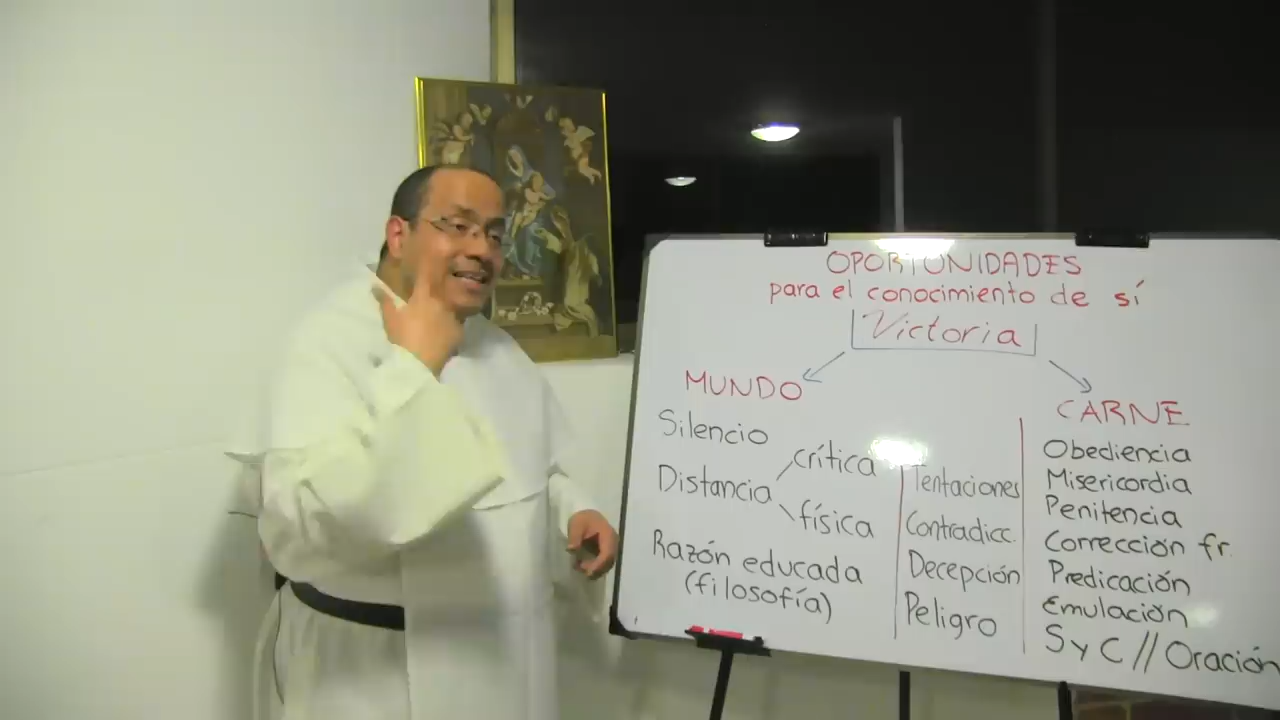 OPORTUNIDADES
para el conocimiento de sí
Victoria
MUNDO
Silencio
Distancia
crítica
física
Razón educada
(filosofía)
Tentaciones
Contradicc.
Decepción
Peligro
CARNE
Obediencia
Misericordia
Penitencia
Corrección fr.
Predicación
Emulación
S y C // Oración